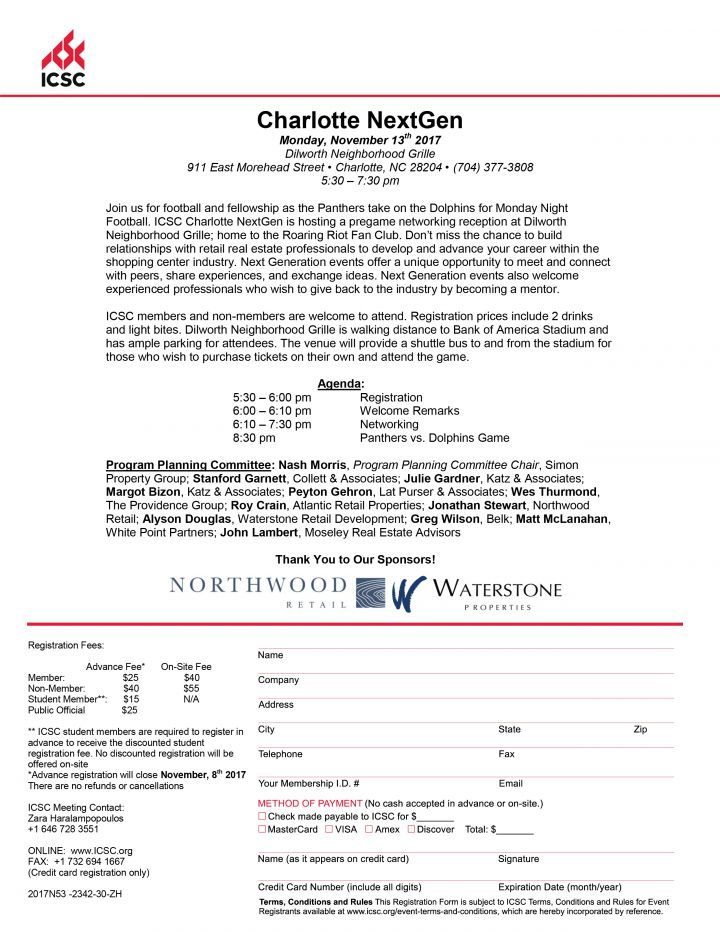 ICSC
Charlotte NextGen
Monday, November 13th 2017
Dilworth Neighborhood Grille
911 East Morehead Street • Charlotte, NC 28204 • (704) 377-3808
5:30 – 7:30 pm
Join us for football and fellowship as the Panthers take on the Dolphins for Monday Night
Football. ICSC Charlotte NextGen is hosting a pregame networking reception at Dilworth
Neighborhood Grille; home to the Roaring Riot Fan Club. Don't miss the chance to build
relationships with retail real estate professionals to develop and advance your career within the
shopping center industry. Next Generation events offer a unique opportunity to meet and connect
with peers, share experiences, and exchange ideas. Next Generation events also welcome
experienced professionals who wish to give back to the industry by becoming a mentor.
ICSC members and non-members are welcome to attend. Registration prices include 2 drinks
and light bites. Dilworth Neighborhood Grille is walking distance to Bank of America Stadium and
has ample parking for attendees. The venue will provide a shuttle bus to and from the stadium for
those who wish to purchase tickets on their own and attend the game.
Agenda:
5:30 – 6:00 pm Registration
6:00 – 6:10 pm Welcome Remarks
6:10 – 7:30 pm Networking
8:30 pm Panthers vs. Dolphins Game
Program Planning Committee: Nash Morris, Program Planning Committee Chair, Simon
Property Group; Stanford Garnett, Collett & Associates; Julie Gardner, Katz & Associates;
Margot Bizon, Katz & Associates; Peyton Gehron, Lat Purser & Associates; Wes Thurmond,
The Providence Group; Roy Crain, Atlantic Retail Properties; Jonathan Stewart, Northwood
Retail; Alyson Douglas, Waterstone Retail Development; Greg Wilson, Belk; Matt McLanahan,
White Point Partners; John Lambert, Moseley Real Estate Advisors
Thank You to Our Sponsors!
NORTHWOOD
RETAIL
W WATERSTONE
PROPERTIES
Registration Fees:
Advance Fee* On-Site Fee
Member: $25 $40
Non-Member: $40 $55
Student Member**: $15 N/A
Public Official $25
** ICSC student members are required to register in
advance to receive the discounted student
registration fee. No discounted registration will be
offered on-site
*Advance registration will close November, 8th 2017
There are no refunds or cancellations
ICSC Meeting Contact:
Zara Haralampopoulos
+1 646 728 3551
ONLINE: www.ICSC.org
FAX: +1 732 694 1667
(Credit card registration only)
2017N53 -2342-30-ZH
Name
Company
Address
City State Zip
Telephone Fax
Your Membership I.D. # Email
METHOD OF PAYMENT (No cash accepted in advance or on-site.)
☐ Check made payable to ICSC for $_______
☐ MasterCard ☐ VISA ☐ Amex ☐ Discover Total: $_______
Name (as it appears on credit card) Signature
Credit Card Number (include all digits) Expiration Date (month/year)
Terms, Conditions and Rules This Registration Form is subject to ICSC Terms, Conditions and Rules for Event
Registrants available at www.icsc.org/event-terms-and-conditions, which are hereby incorporated by reference.